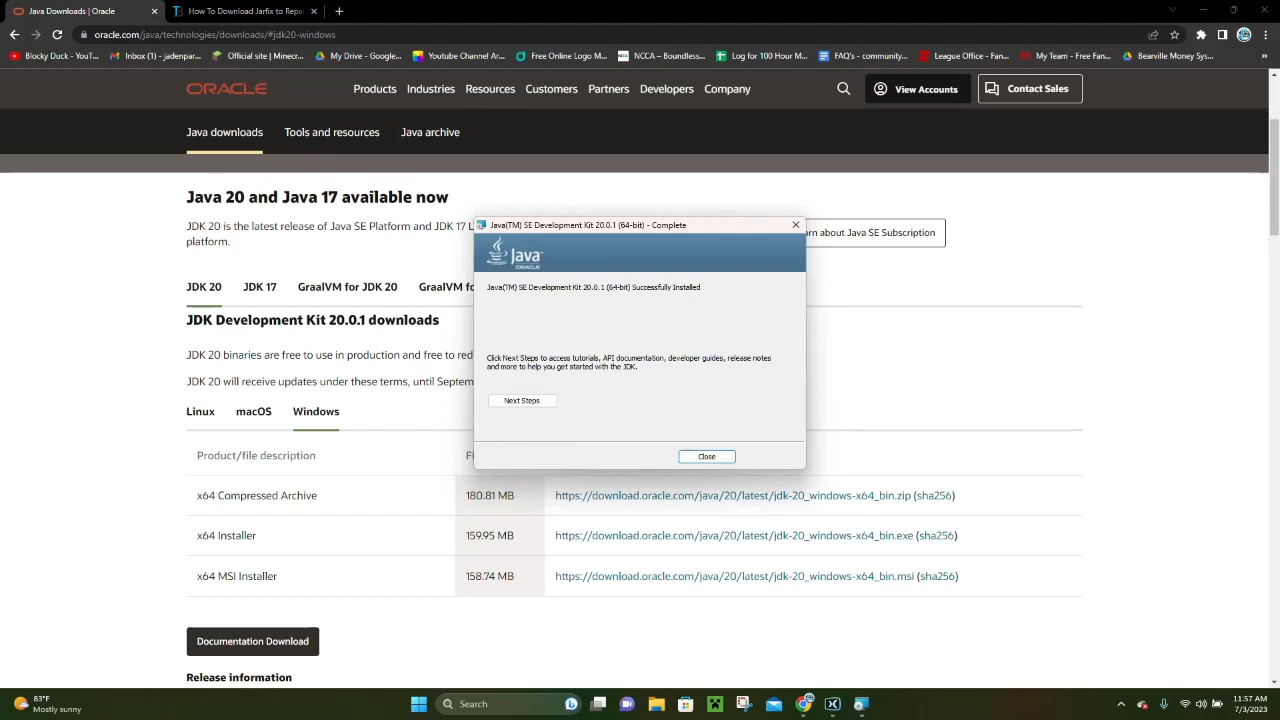 Java Downloads | Oracle
How To Download Jarfix to Repai
oracle.com/java/technologies/downloads/#jdk20-windows
Blocky Duck - YouT...
Inbox (1) - jadenpar...
Official site | Minecr...
My Drive - Google...
Youtube Channel Ar...
Free Online Logo M...
NCCA — Boundless...
Log for 100 Hour M...
FAQ's - community...
League Office - Fan...
My Team - Free Fan...
Bearville Money Sys...
ORACLE
Products
Industries
Resources
Customers
Partners
Developers
Company
View Accounts
Contact Sales
Java downloads
Tools and resources
Java archive
Java 20 and Java 17 available now
JDK 20 is the latest release of Java SE Platform and JDK 17 L
platform.
rn about Java SE Subscription
JDK 20
JDK 17
GraalVM for JDK 20
GraalVM fo
JDK Development Kit 20.0.1 downloads
JDK 20 binaries are free to use in production and free to red
JDK 20 will receive updates under these terms, until Septem
Linux
macOS
Windows
Product/file description
Fi
x64 Compressed Archive
180.81 MB
https://download.oracle.com/java/20/latest/jdk-20_windows-x64_bin.zip (sha256)
x64 Installer
159.95 MB
https://download.oracle.com/java/20/latest/jdk-20_windows-x64_bin.exe (sha256)
x64 MSI Installer
158.74 MB
https://download.oracle.com/java/20/latest/jdk-20_windows-x64_bin.msi (sha256)
Documentation Download
Release information
Java(TM) SE Development Kit 20.0.1 (64-bit) - Complete
Java
ORACLE
Java(TM) SE Development Kit 20.0.1 (64-bit) Successfully Installed
Click Next Steps to access tutorials, API documentation, developer guides, release notes
and more to help you get started with the JDK.
Next Steps
Close
83°F
Mostly sunny
Search
11:57 AM
7/3/2023